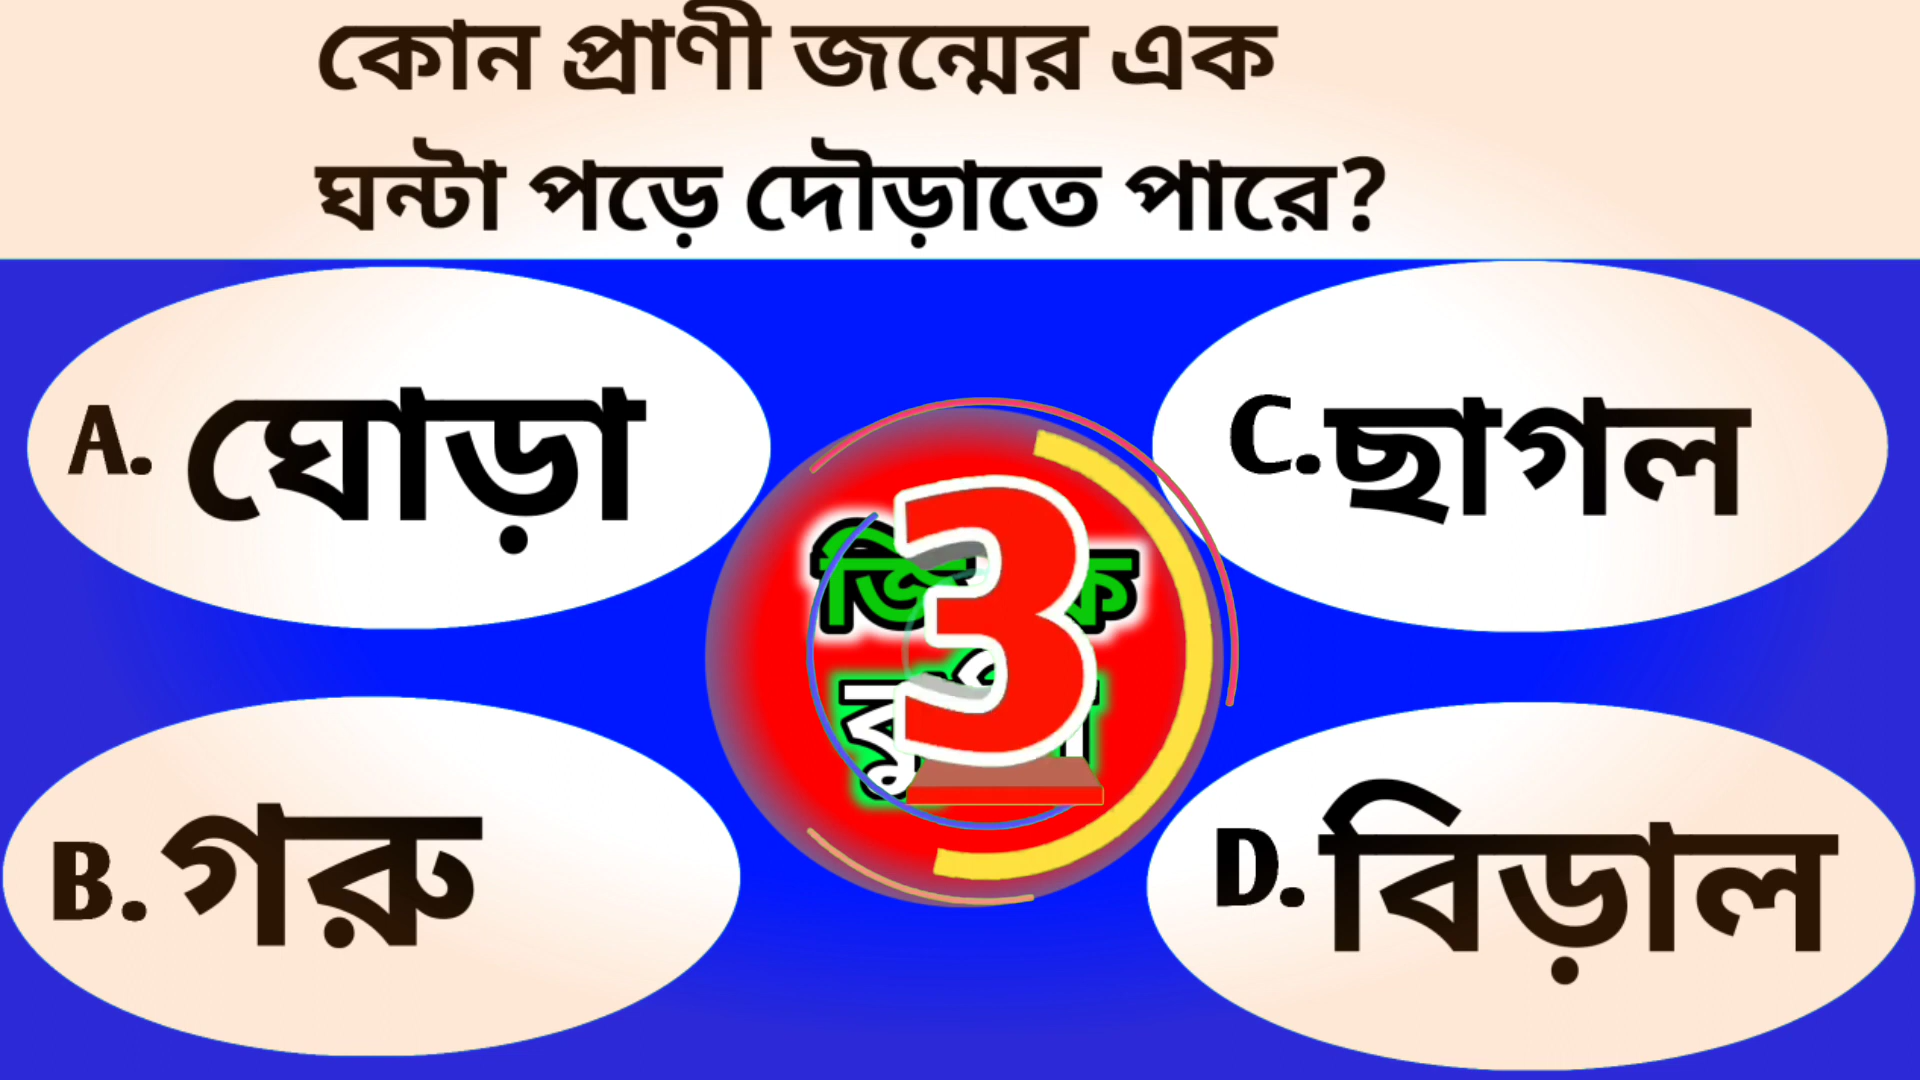 কোন প্রাণী জন্মের এক
ঘন্টা পড়ে দৌড়াতে পারে?
A. ঘোড়া
C.ছাগল
3
B. গরু
D. বিড়াল